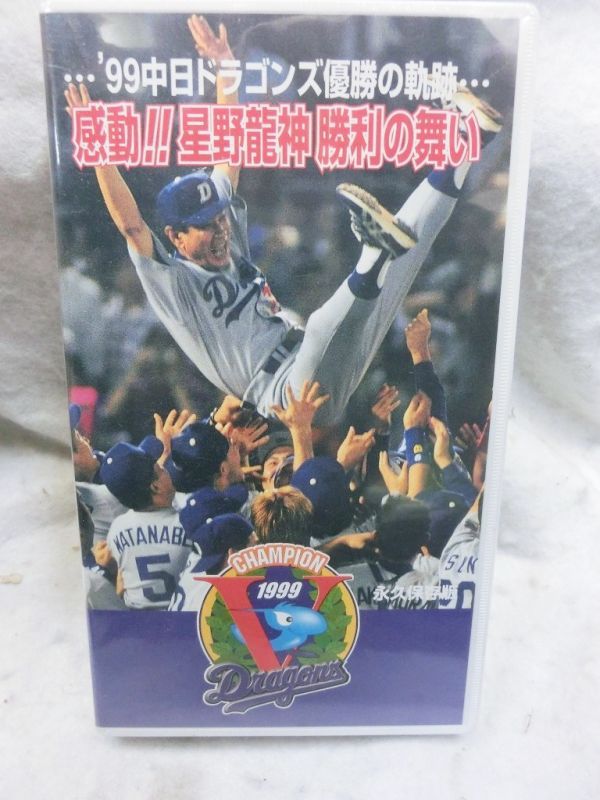 …'99中日ドラゴンズ優勝の軌跡…
感動!! 星野龍神 勝利の舞い
D
WATANABE
5
CHAMPION
1999
V
Dragons
永久保存版